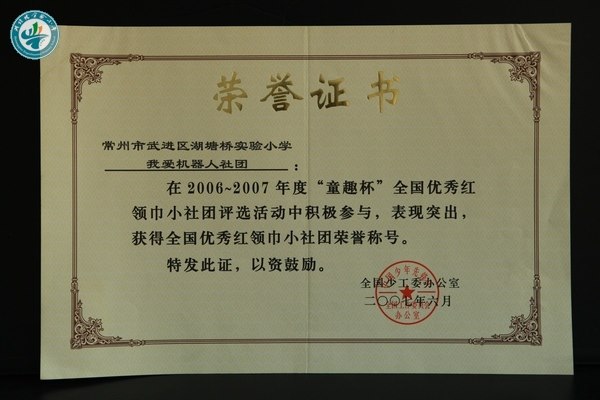 荣誉证书
常州市武进区湖塘桥实验小学
我爱机器人社团：
在2006~2007年度“童趣杯”全国优秀红
领巾小社团评选活动中积极参与，表现突出，
获得全国优秀红领巾小社团荣誉称号。
特发此证，以资鼓励。
全国少工委办公室
二〇〇七年六月
办公室